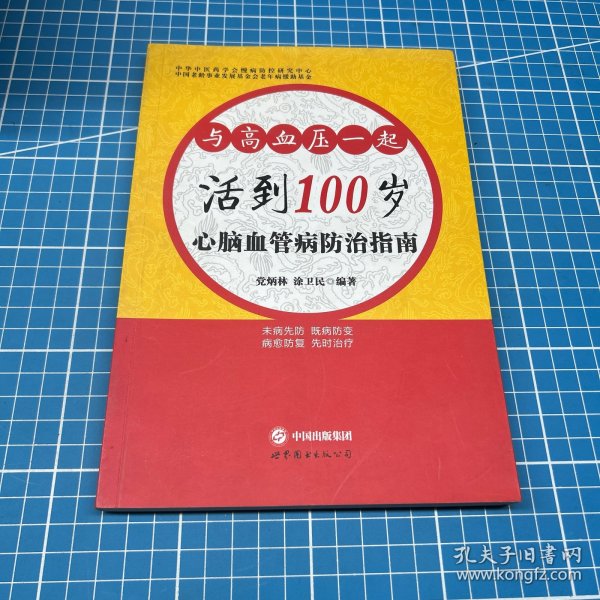 中华中医药学会慢病防控研究中心
中国老龄事业发展基金会老年病援助基金
与高血压一起
活到100岁
心脑血管病防治指南
党炳林 涂卫民◎编著
未病先防 既病防变
病愈防复 先时治疗
中国出版集团
世界图书出版公司
孔夫子旧书网
www.kongfz.com